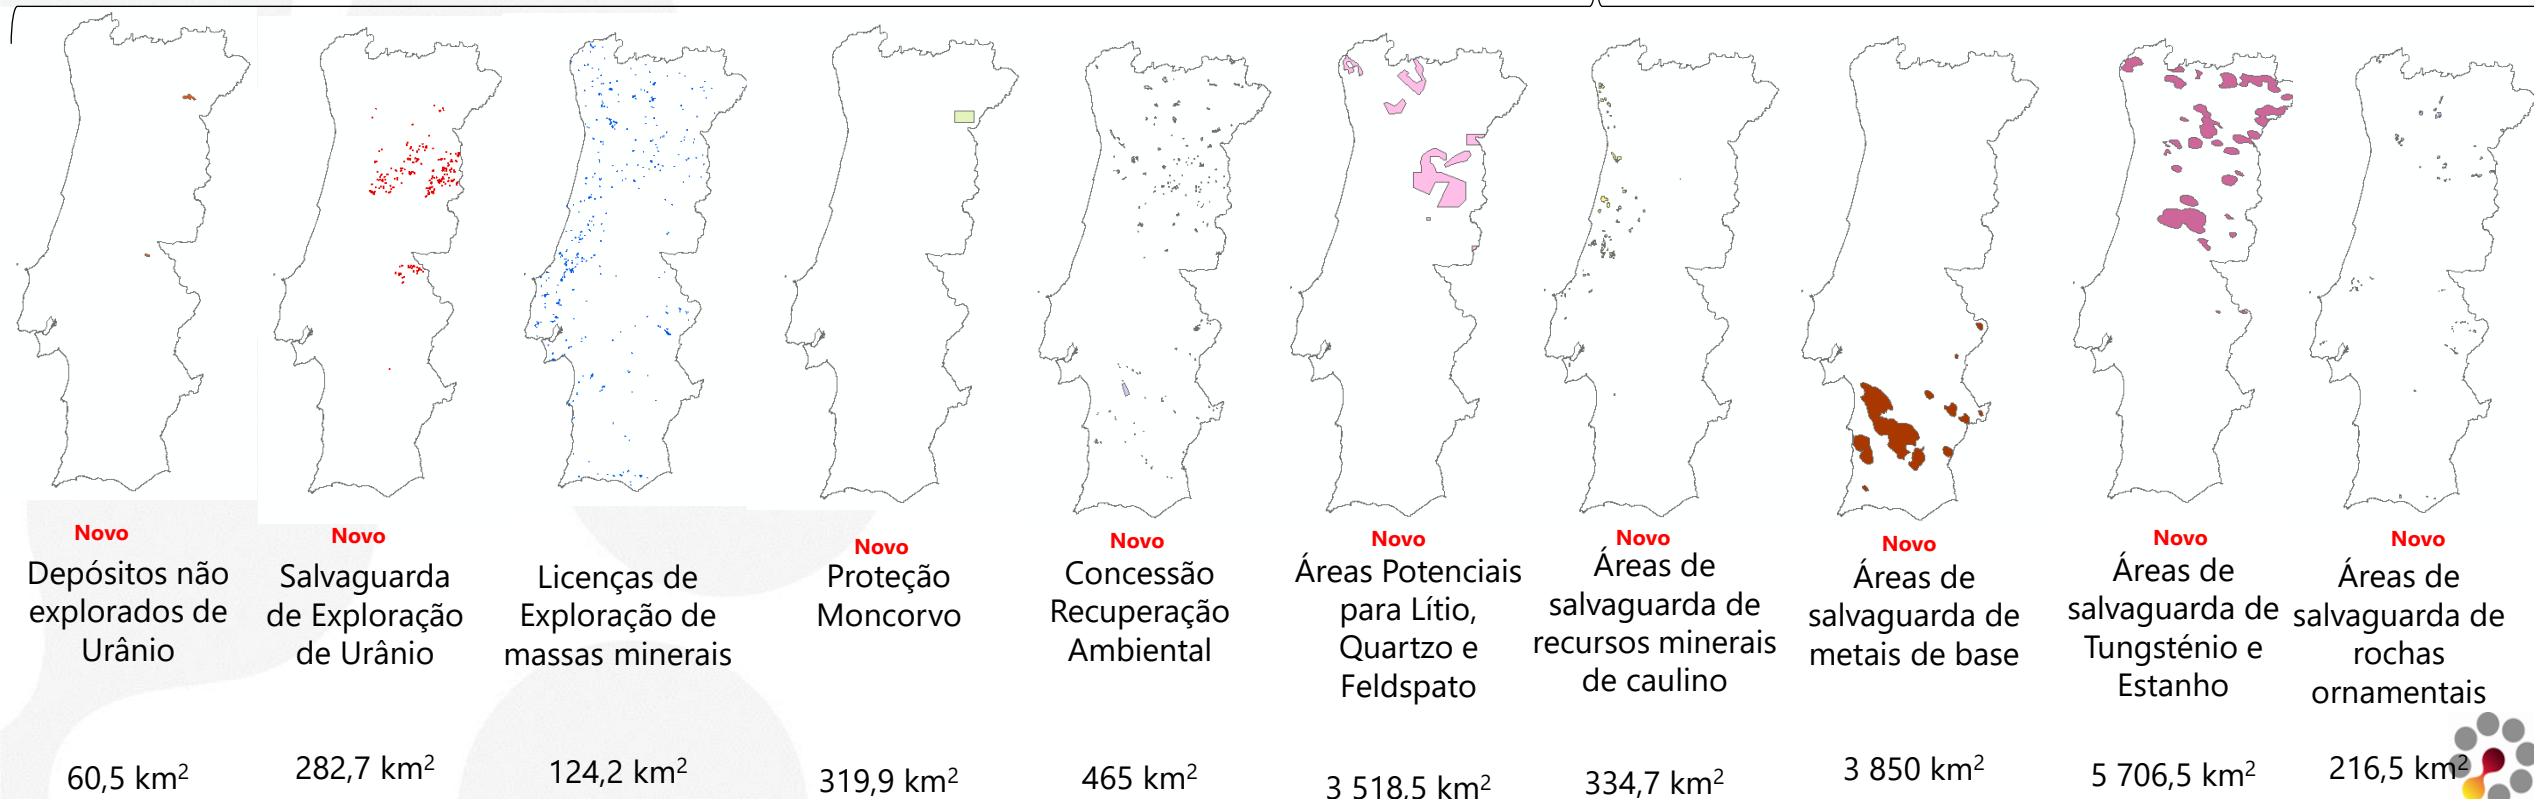 Novo
Depósitos não
explorados de
Urânio
60,5 km²
Novo
Salvaguarda
de Exploração
de Urânio
282,7 km²
Licenças de
Exploração de
massas minerais
124,2 km²
Novo
Proteção
Moncorvo
319,9 km²
Novo
Concessão
Recuperação
Ambiental
465 km²
Novo
Áreas Potenciais
para Lítio,
Quartzo e
Feldspato
3 518,5 km²
Novo
Áreas de
salvaguarda de
recursos minerais
de caulino
334,7 km²
Novo
Áreas de
salvaguarda de
metais de base
3 850 km²
Novo
Áreas de
salvaguarda de
Tungsténio e
Estanho
5 706,5 km²
Novo
Áreas de
salvaguarda de
rochas
ornamentais
216,5 km²